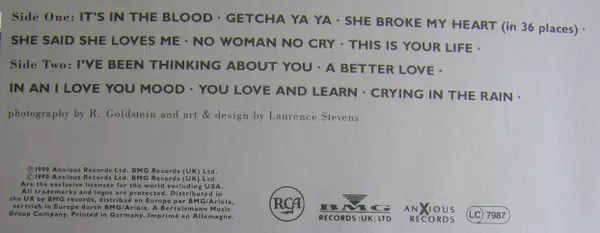 Side One: IT'S IN THE BLOOD · GETCHA YA YA · SHE BROKE MY HEART (in 36 places) ·
SHE SAID SHE LOVES ME · NO WOMAN NO CRY · THIS IS YOUR LIFE ·
Side Two: I'VE BEEN THINKING ABOUT YOU · A BETTER LOVE ·
IN AN I LOVE YOU MOOD · YOU LOVE AND LEARN · CRYING IN THE RAIN ·
photography by R. Goldstein and art & design by Laurence Stevens
Ⓟ1990 Anxious Records Ltd. BMG Records (UK) Ltd.
©1990 Anxious Records Ltd. BMG Records (UK) Ltd.
Are the exclusive licensee for the world excluding USA.
All trademarks and logos are protected. Distributed in
the UK by BMG records, distribué en Europe par BMG/Ariola,
vertrieb in Europe durch BMG/Ariola. A Bertelsmann Music
Group Company. Printed in Germany. Imprimé en Allemagne.
RCA
BMG
RECORDS (UK) LTD
ANXIOUS
RECORDS
LC 7987